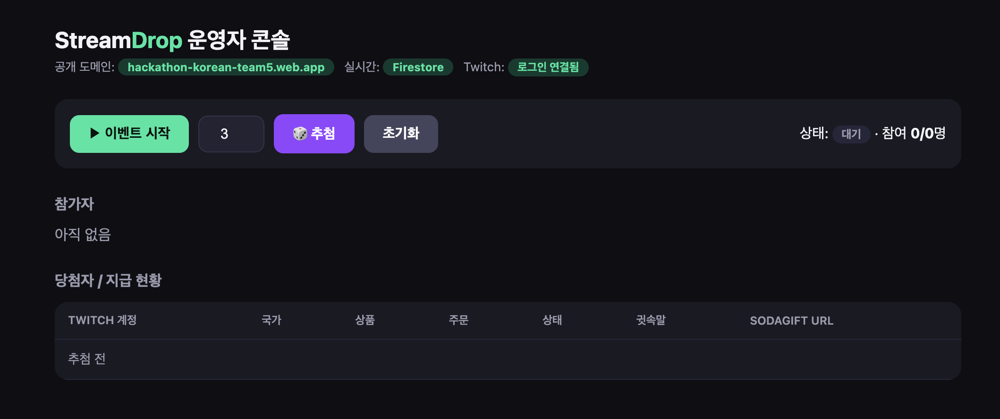 StreamDrop 운영자 콘솔
공개 도메인: hackathon-korean-team5.web.app 실시간: Firestore Twitch: 로그인 연결됨
▶ 이벤트 시작 3 🎲 추첨 초기화 상태: 대기 · 참여 0/0명
참가자
아직 없음
당첨자 / 지급 현황
TWITCH 계정 국가 상품 주문 상태 귓속말 SODAGIFT URL
추첨 전